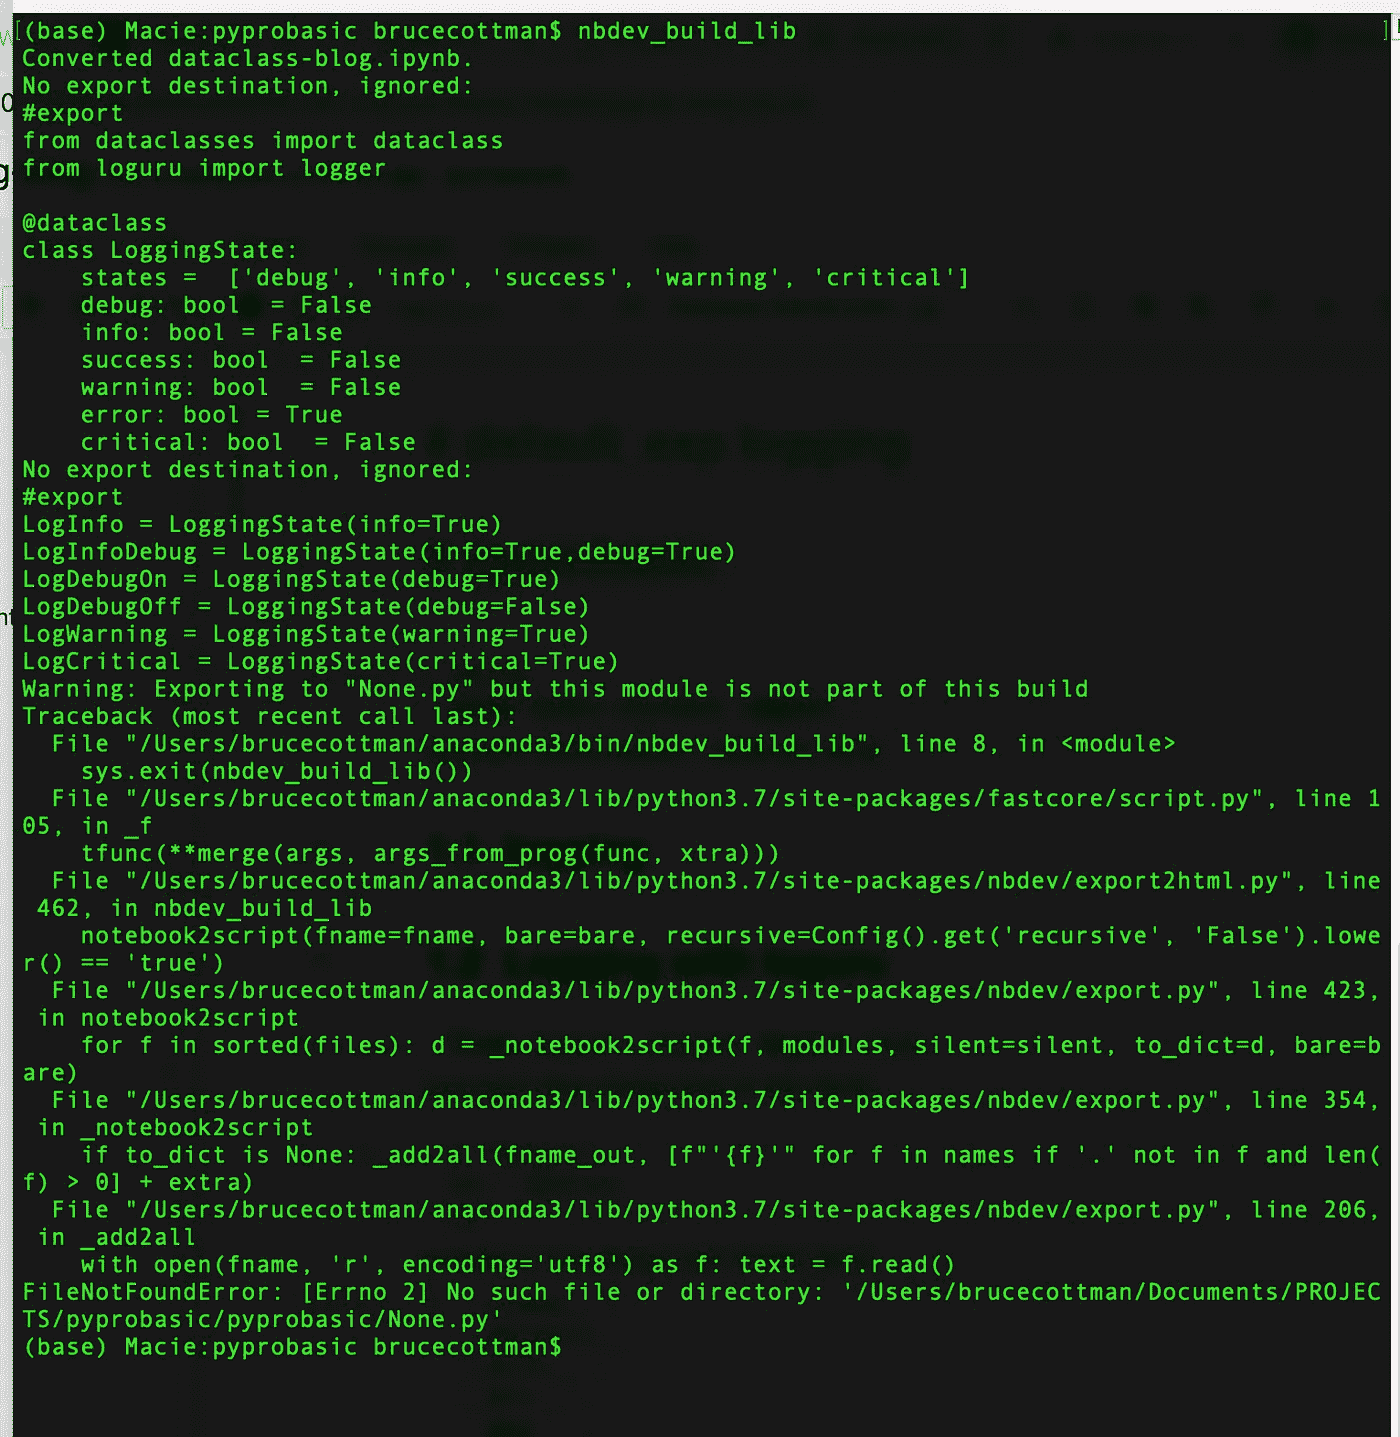 (base) Macie:pyprobasic brucecottman$ nbdev_build_lib
Converted dataclass-blog.ipynb.
No export destination, ignored:
#export
from dataclasses import dataclass
from loguru import logger
@dataclass
class LoggingState:
    states =  ['debug', 'info', 'success', 'warning', 'critical']
    debug: bool  = False
    info: bool = False
    success: bool  = False
    warning: bool  = False
    error: bool = True
    critical: bool  = False
No export destination, ignored:
#export
LogInfo = LoggingState(info=True)
LogInfoDebug = LoggingState(info=True,debug=True)
LogDebugOn = LoggingState(debug=True)
LogDebugOff = LoggingState(debug=False)
LogWarning = LoggingState(warning=True)
LogCritical = LoggingState(critical=True)
Warning: Exporting to "None.py" but this module is not part of this build
Traceback (most recent call last):
  File "/Users/brucecottman/anaconda3/bin/nbdev_build_lib", line 8, in <module>
    sys.exit(nbdev_build_lib())
  File "/Users/brucecottman/anaconda3/lib/python3.7/site-packages/fastcore/script.py", line 1
05, in _f
    tfunc(**merge(args, args_from_prog(func, xtra)))
  File "/Users/brucecottman/anaconda3/lib/python3.7/site-packages/nbdev/export2html.py", line
 462, in nbdev_build_lib
    notebook2script(fname=fname, bare=bare, recursive=Config().get('recursive', 'False').lowe
r() == 'true')
  File "/Users/brucecottman/anaconda3/lib/python3.7/site-packages/nbdev/export.py", line 423,
 in notebook2script
    for f in sorted(files): d = _notebook2script(f, modules, silent=silent, to_dict=d, bare=b
are)
  File "/Users/brucecottman/anaconda3/lib/python3.7/site-packages/nbdev/export.py", line 354,
 in _notebook2script
    if to_dict is None: _add2all(fname_out, [f"'{f}'" for f in names if '.' not in f and len(
f) > 0] + extra)
  File "/Users/brucecottman/anaconda3/lib/python3.7/site-packages/nbdev/export.py", line 206,
 in _add2all
    with open(fname, 'r', encoding='utf8') as f: text = f.read()
FileNotFoundError: [Errno 2] No such file or directory: '/Users/brucecottman/Documents/PROJEC
TS/pyprobasic/pyprobasic/None.py'
(base) Macie:pyprobasic brucecottman$